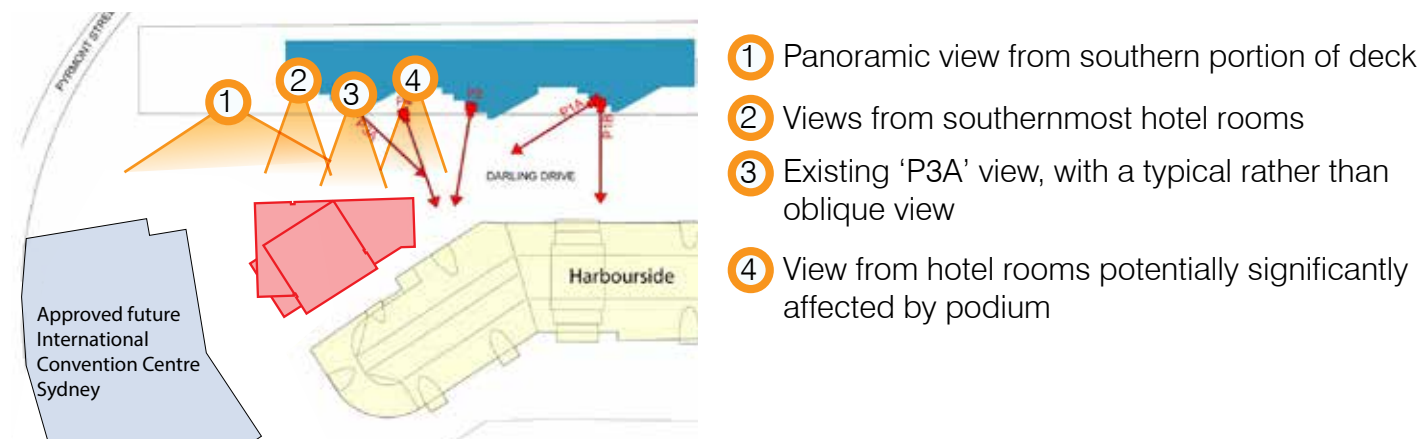 PYRMONT STREE
1
2
3
4
P3A
P1A
P1B
DARLING DRIVE
Harbourside
Approved future
International
Convention Centre
Sydney
1 Panoramic view from southern portion of deck
2 Views from southernmost hotel rooms
3 Existing ‘P3A’ view, with a typical rather than
oblique view
4 View from hotel rooms potentially significantly
affected by podium